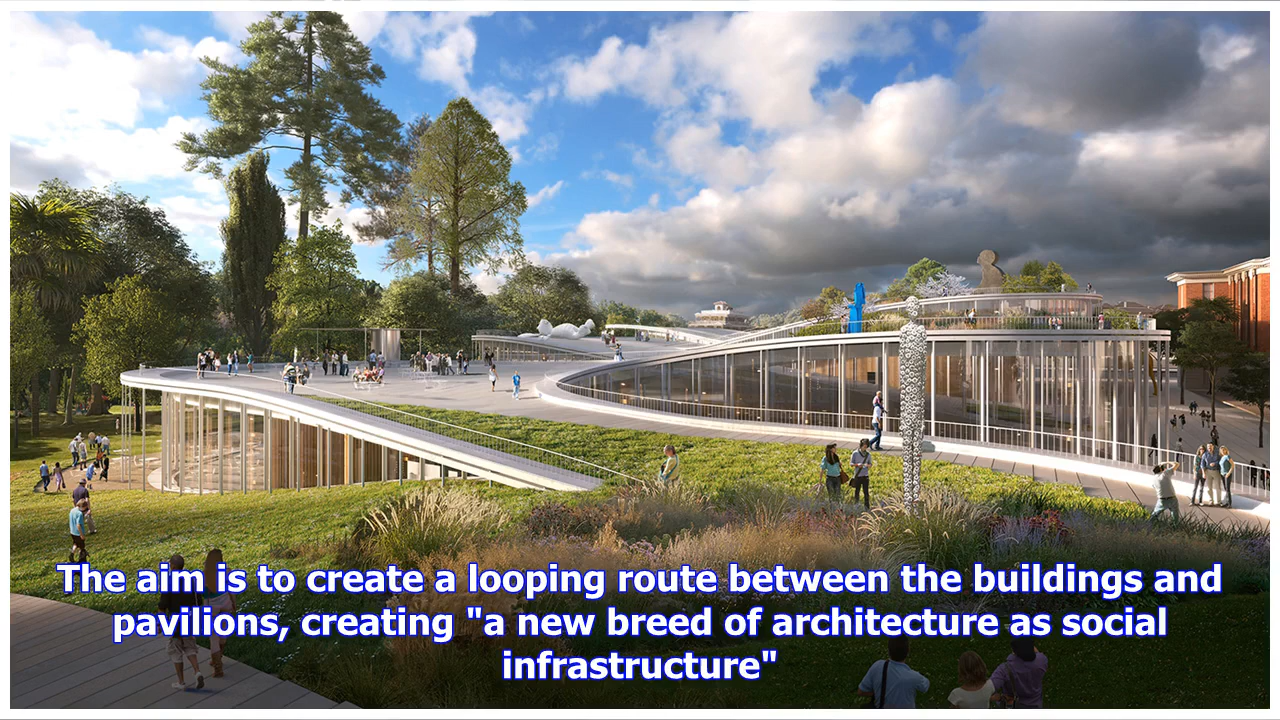 The aim is to create a looping route between the buildings and
pavilions, creating "a new breed of architecture as social
infrastructure"